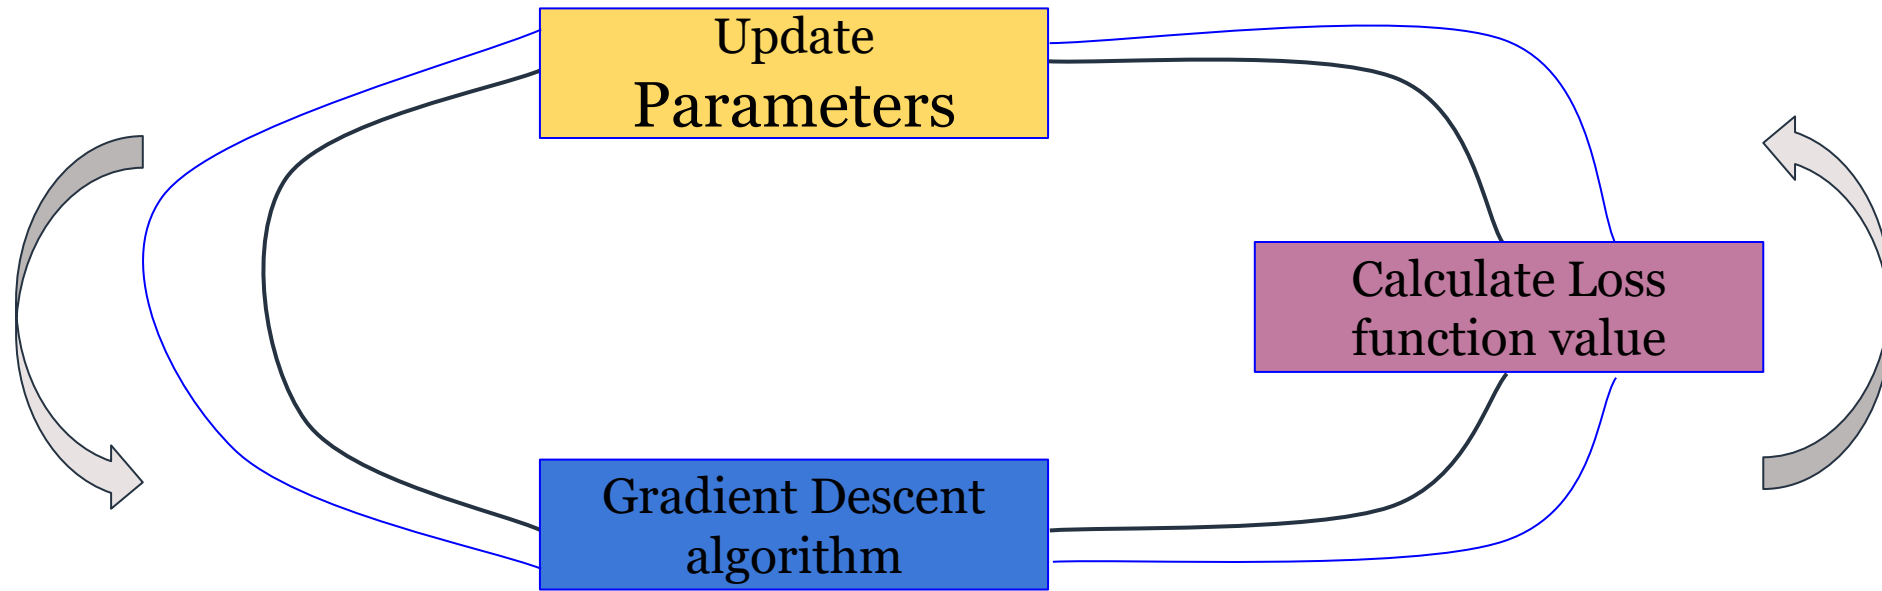 Update
Parameters
Calculate Loss
function value
Gradient Descent
algorithm